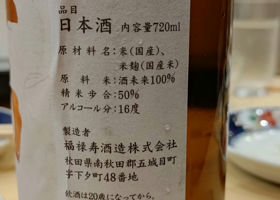 品目
日本酒 内容量720ml
原材料名：米(国産)、
米麹(国産米)
原料米：酒未来100%
精米歩合：50%
アルコール分：16度
製造者
福禄寿酒造株式会社
秋田県南秋田郡五城目町
字下夕町48番地
飲酒は20歳になってから。